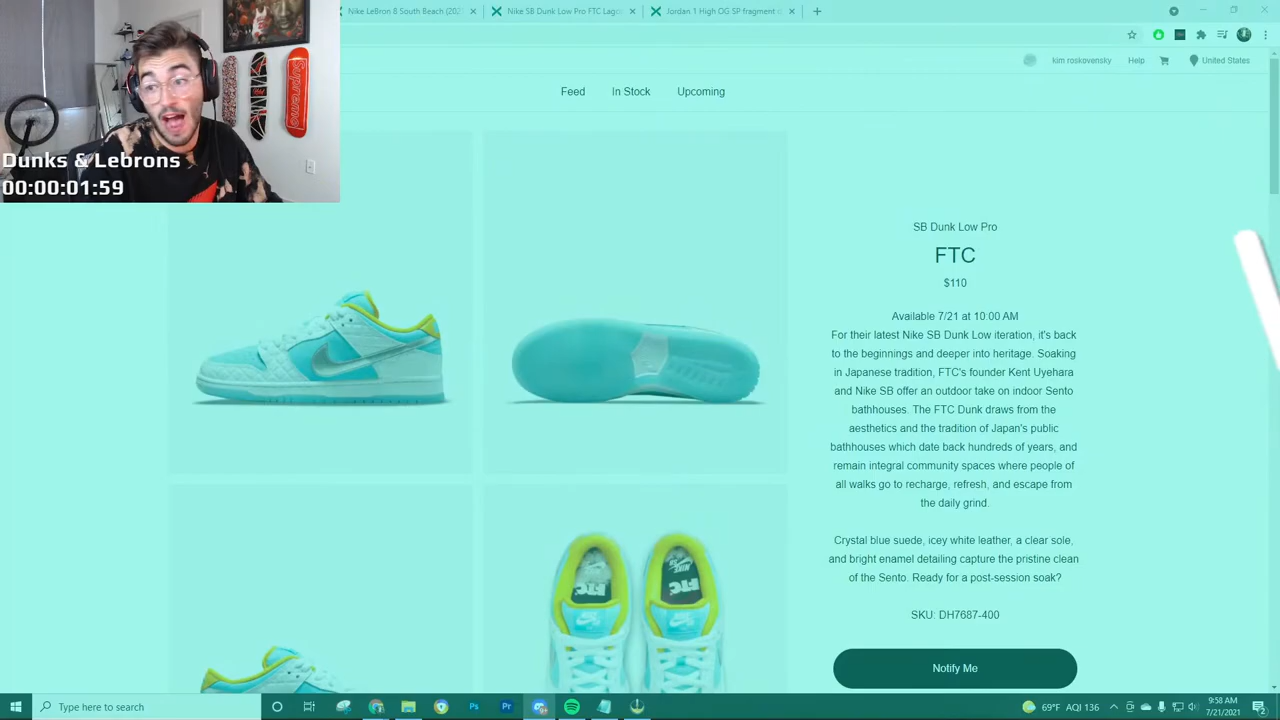 Nike LeBron 8 South Beach (202
Nike SB Dunk Low Pro FTC Lago
Jordan 1 High OG SP fragment d
kim roskovensky
Help
United States
Feed
In Stock
Upcoming
Supreme
Dunks & Lebrons
00:00:01:59
SB Dunk Low Pro
FTC
$110
Available 7/21 at 10:00 AM
For their latest Nike SB Dunk Low iteration, it's back
to the beginnings and deeper into heritage. Soaking
in Japanese tradition, FTC's founder Kent Uyehara
and Nike SB offer an outdoor take on indoor Sento
bathhouses. The FTC Dunk draws from the
aesthetics and the tradition of Japan's public
bathhouses which date back hundreds of years, and
remain integral community spaces where people of
all walks go to recharge, refresh, and escape from
the daily grind.
Crystal blue suede, icey white leather, a clear sole,
and bright enamel detailing capture the pristine clean
of the Sento. Ready for a post-session soak?
SKU: DH7687-400
FTC
FTC
Notify Me
Type here to search
Ps
Pr
69°F AQI 136
9:58 AM
7/21/2021
2